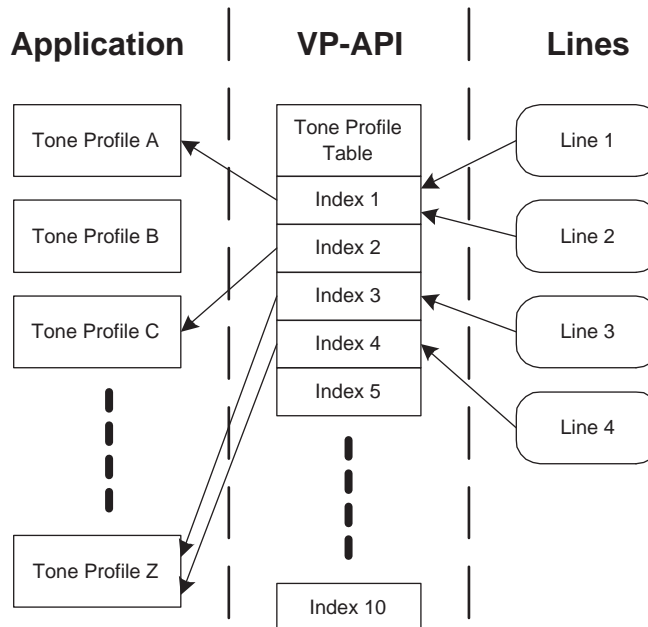 Application
VP-API
Lines
Tone Profile A
Tone Profile B
Tone Profile C
Tone Profile Z
Tone Profile
Table
Index 1
Index 2
Index 3
Index 4
Index 5
Index 10
Line 1
Line 2
Line 3
Line 4